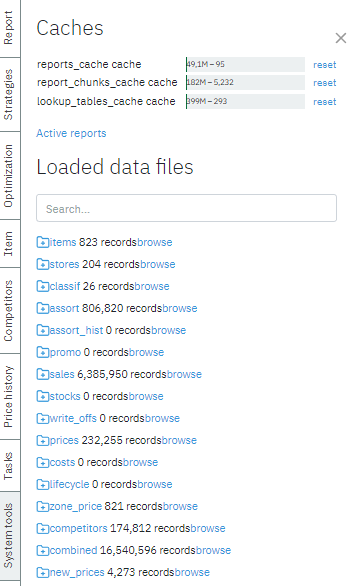 Report
Strategies
Optimization
Item
Competitors
Price history
Tasks
System tools
Caches
reports_cache cache 49,1M – 95 reset
report_chunks_cache cache 182M – 5,232 reset
lookup_tables_cache cache 399M – 293 reset
Active reports
Loaded data files
Search...
items 823 recordsbrowse
stores 204 recordsbrowse
classif 26 recordsbrowse
assort 806,820 recordsbrowse
assort_hist 0 recordsbrowse
promo 0 recordsbrowse
sales 6,385,950 recordsbrowse
stocks 0 recordsbrowse
write_offs 0 recordsbrowse
prices 232,255 recordsbrowse
costs 0 recordsbrowse
lifecycle 0 recordsbrowse
zone_price 821 recordsbrowse
competitors 174,812 recordsbrowse
combined 16,540,596 recordsbrowse
new_prices 4,273 recordsbrowse